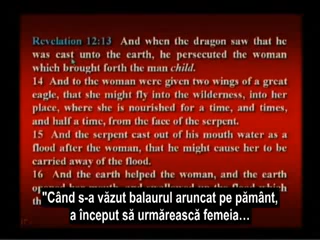 Revelation 12:13 And when the dragon saw that he
was cast unto the earth, he persecuted the woman
which brought forth the man child.
14 And to the woman were given two wings of a great
eagle, that she might fly into the wilderness, into her
place, where she is nourished for a time, and times,
and half a time, from the face of the serpent.
15 And the serpent cast out of his mouth water as a
flood after the woman, that he might cause her to be
carried away of the flood.
16 And the earth helped the woman, and the earth
"Când s-a văzut balaurul aruncat pe pământ,
a început să urmărească femeia…